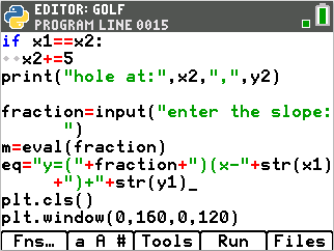 EDITOR: GOLF
PROGRAM LINE 0015
if x1==x2:
◆◆x2+=5
print("hole at:",x2,",",y2)
fraction=input("enter the slope:
")
m=eval(fraction)
eq="y=("+fraction+")(x-"+str(x1)
+")+"+str(y1)_
plt.cls()
plt.window(0,160,0,120)
Fns… a A # Tools Run Files